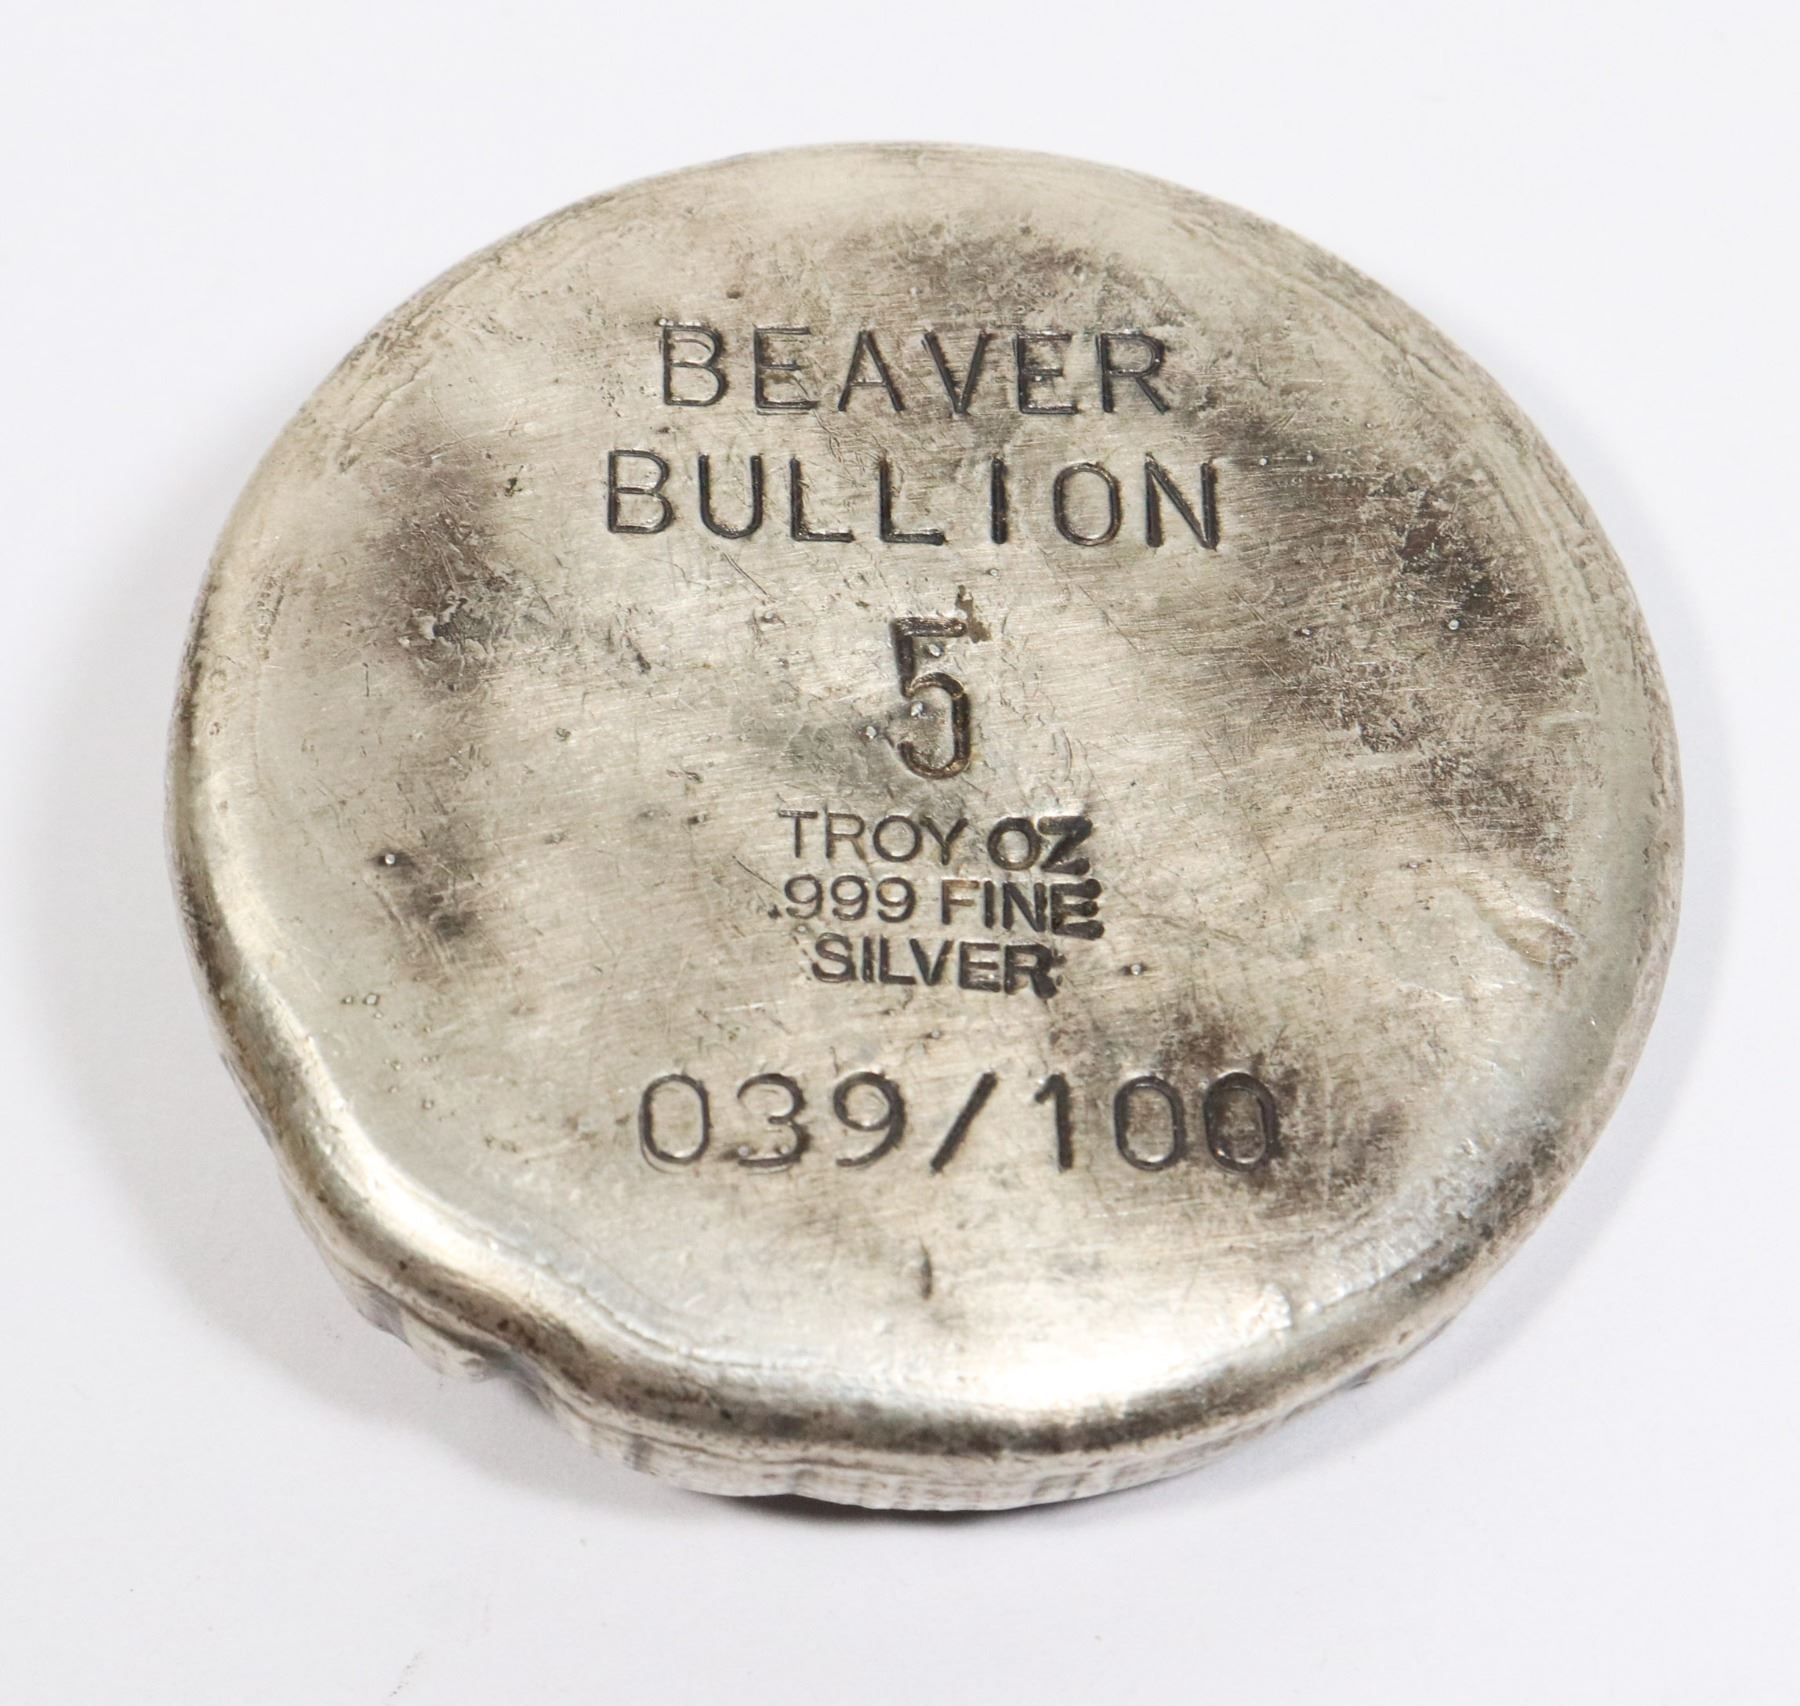 BEAVER
BULLION
5
TROY OZ
.999 FINE
SILVER
039/100